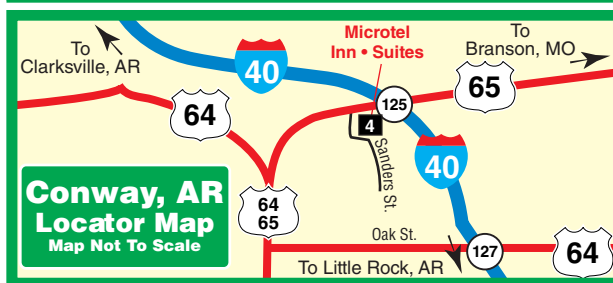 To
Clarksville, AR
40
Microtel
Inn • Suites
To
Branson, MO
65
64
125
4
Sanders St.
40
Conway, AR
Locator Map
Map Not To Scale
64
65
Oak St.
127
64
To Little Rock, AR